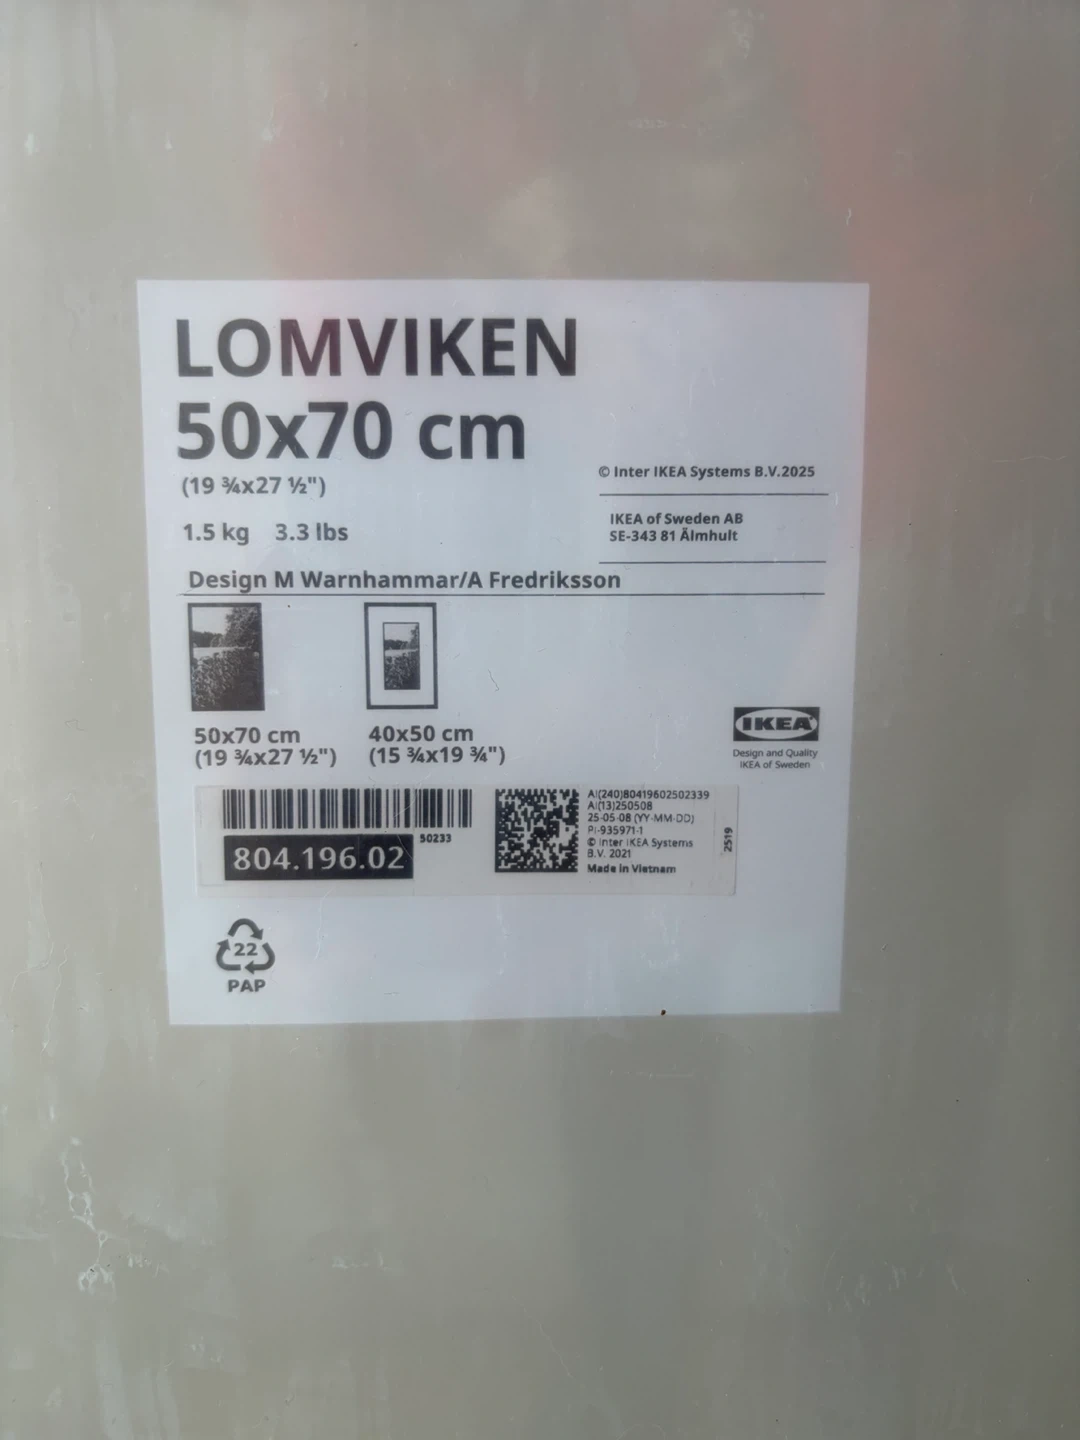 LOMVIKEN
50x70 cm
(19 ¾x27 ½")
1.5 kg 3.3 lbs
© Inter IKEA Systems B.V.2025
IKEA of Sweden AB
SE-343 81 Älmhult
Design M Warnhammar/A Fredriksson
50x70 cm
(19 ¾x27 ½")
40x50 cm
(15 ¾x19 ¾")
IKEA
Design and Quality
IKEA of Sweden
50233
804.196.02
AI(240)80419602502339
AI(13)250508
25-05-08 (YY-MM-DD)
PI-935971-1
© Inter IKEA Systems
B.V. 2021
Made in Vietnam
2519
22
PAP